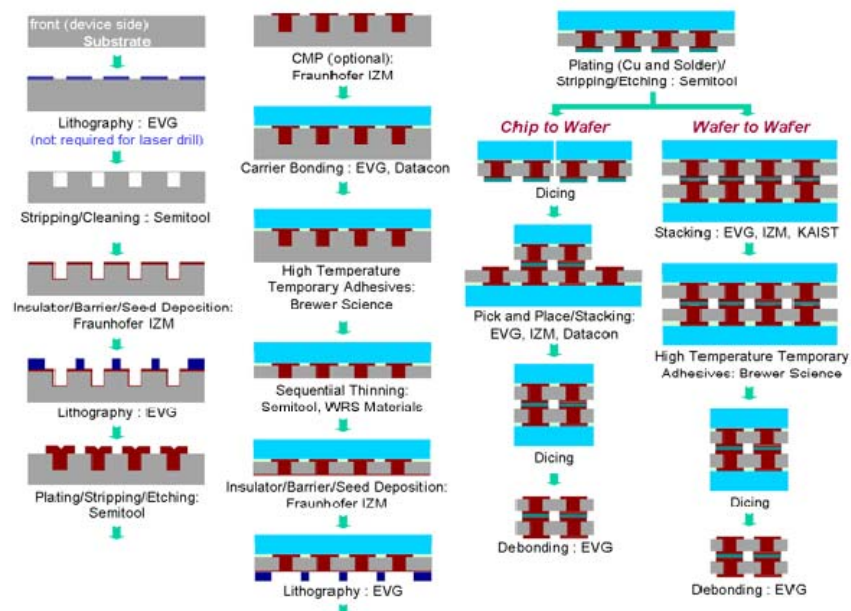 front (device side)
Substrate
Lithography : EVG
(not required for laser drill)
Stripping/Cleaning : Semitool
Insulator/Barrier/Seed Deposition:
Fraunhofer IZM
Lithography : EVG
Plating/Stripping/Etching:
Semitool
CMP (optional):
Fraunhofer IZM
Carrier Bonding : EVG, Datacon
High Temperature
Temporary Adhesives:
Brewer Science
Sequential Thinning:
Semitool, WRS Materials
Insulator/Barrier/Seed Deposition:
Fraunhofer IZM
Lithography : EVG
Plating (Cu and Solder)/
Stripping/Etching : Semitool
Chip to Wafer
Dicing
Pick and Place/Stacking:
EVG, IZM, Datacon
Dicing
Debonding : EVG
Wafer to Wafer
Stacking : EVG, IZM, KAIST
High Temperature Temporary
Adhesives: Brewer Science
Dicing
Debonding : EVG